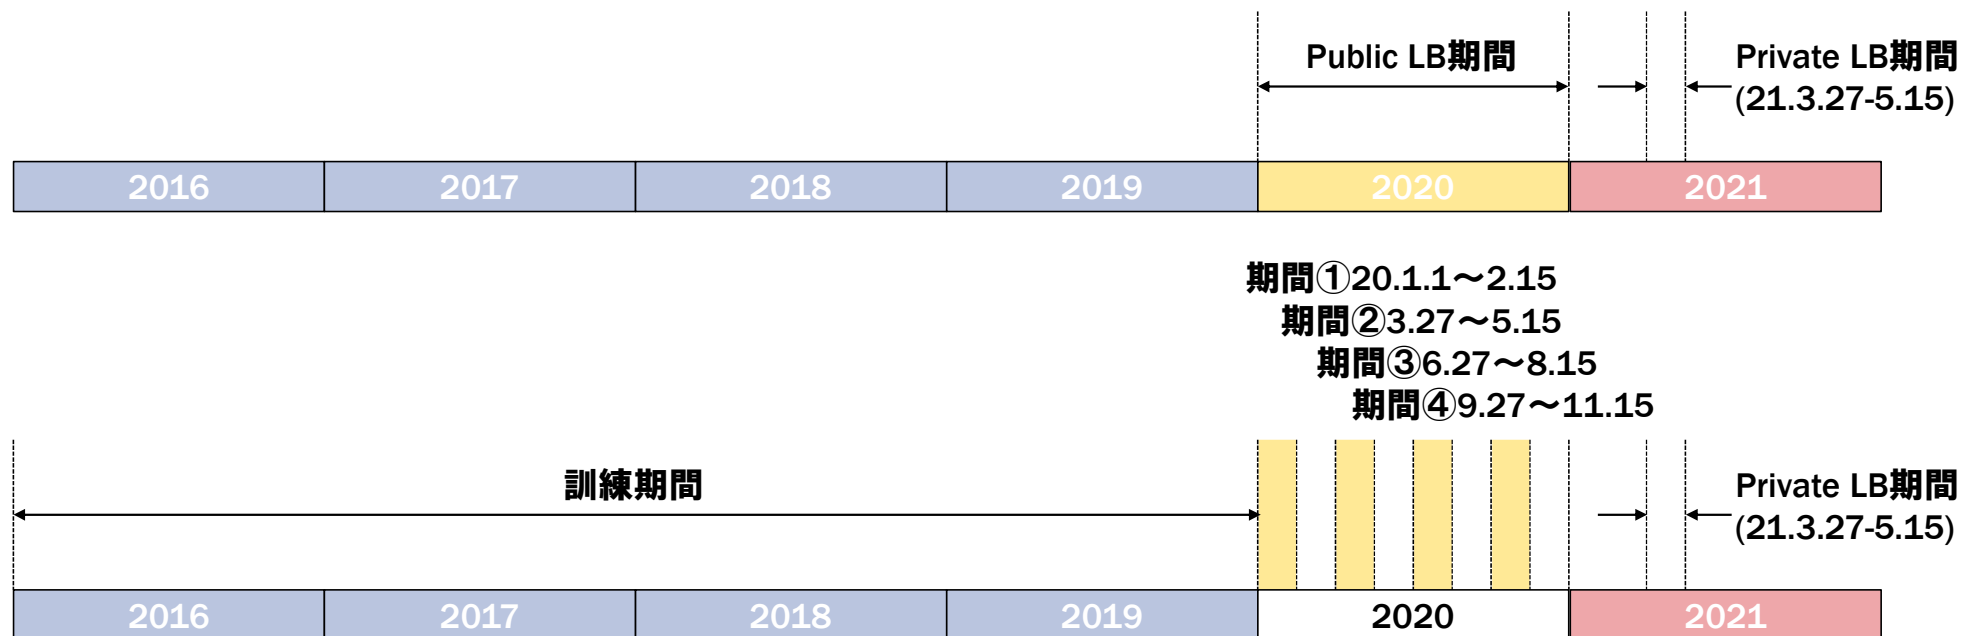 Public LB期間
Private LB期間
(21.3.27-5.15)
2016 2017 2018 2019 2020 2021
期間①20.1.1～2.15
期間②3.27～5.15
期間③6.27～8.15
期間④9.27～11.15
訓練期間
Private LB期間
(21.3.27-5.15)
2016 2017 2018 2019 2020 2021